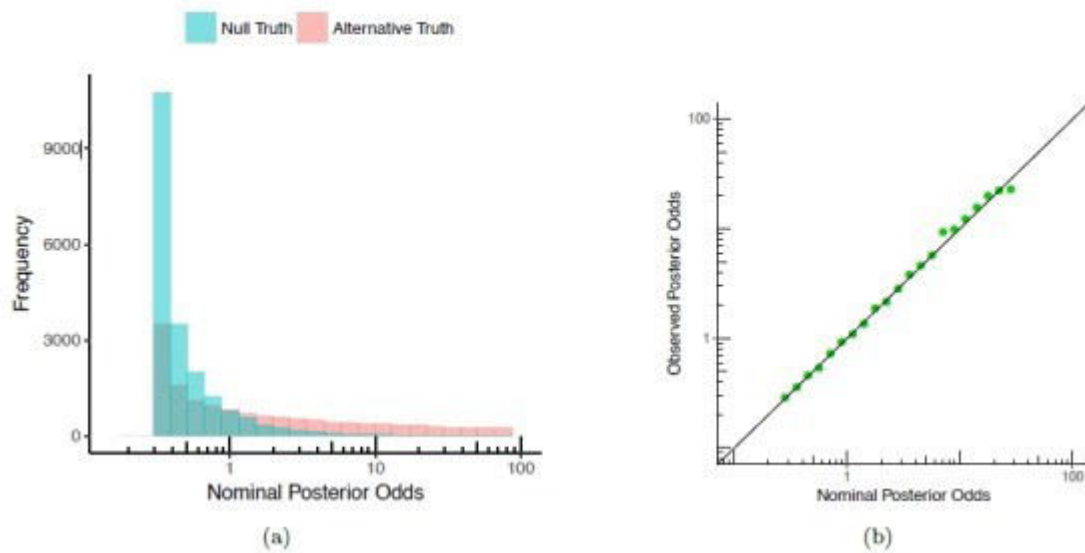 Null Truth Alternative Truth
9000
6000
3000
0
Frequency
1 10 100
Nominal Posterior Odds
(a)
100
1
Observed Posterior Odds
1 100
Nominal Posterior Odds
(b)